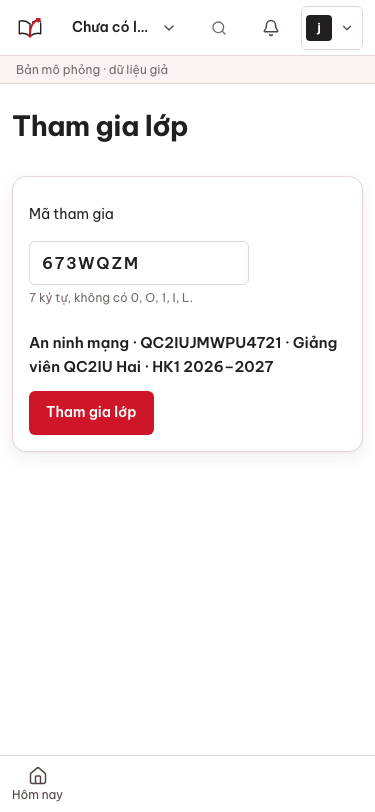 Chưa có l...
j
Bản mô phỏng · dữ liệu giả
Tham gia lớp
Mã tham gia
673WQZM
7 ký tự, không có 0, O, 1, I, L.
An ninh mạng · QC2IUJMWPU4721 · Giảng
viên QC2IU Hai · HK1 2026–2027
Tham gia lớp
Hôm nay